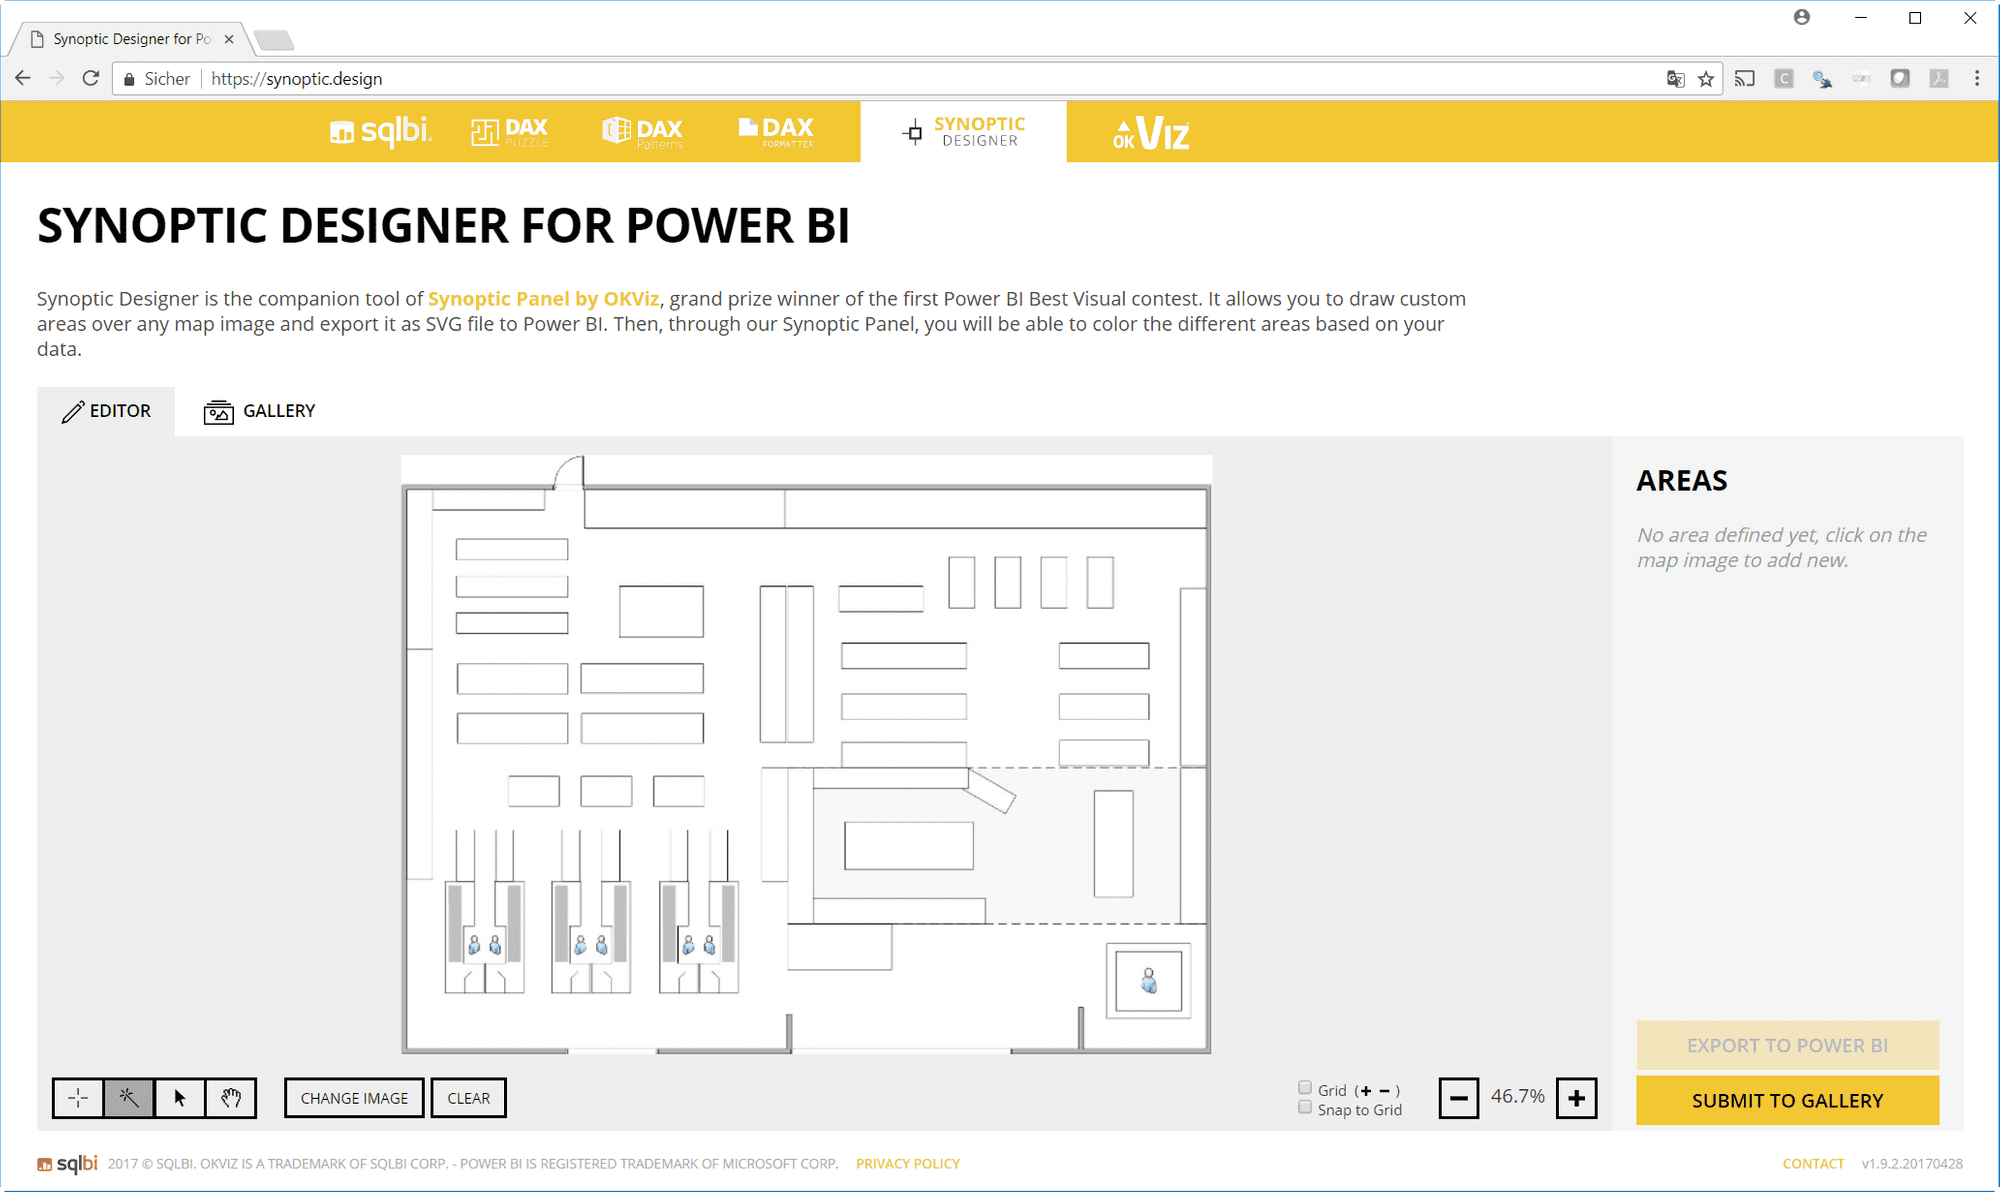 Synoptic Designer for Po
Sicher https://synoptic.design
sqlbi. DAX PUZZLE DAX Patterns DAX FORMATTER SYNOPTIC DESIGNER OK VIZ
SYNOPTIC DESIGNER FOR POWER BI
Synoptic Designer is the companion tool of Synoptic Panel by OKViz, grand prize winner of the first Power BI Best Visual contest. It allows you to draw custom
areas over any map image and export it as SVG file to Power BI. Then, through our Synoptic Panel, you will be able to color the different areas based on your
data.
EDITOR GALLERY
AREAS
No area defined yet, click on the
map image to add new.
EXPORT TO POWER BI
SUBMIT TO GALLERY
CHANGE IMAGE CLEAR
Grid (+ − )
Snap to Grid
− 46.7% +
sqlbi 2017 © SQLBI. OKVIZ IS A TRADEMARK OF SQLBI CORP. - POWER BI IS REGISTERED TRADEMARK OF MICROSOFT CORP. PRIVACY POLICY
CONTACT v1.9.2.20170428